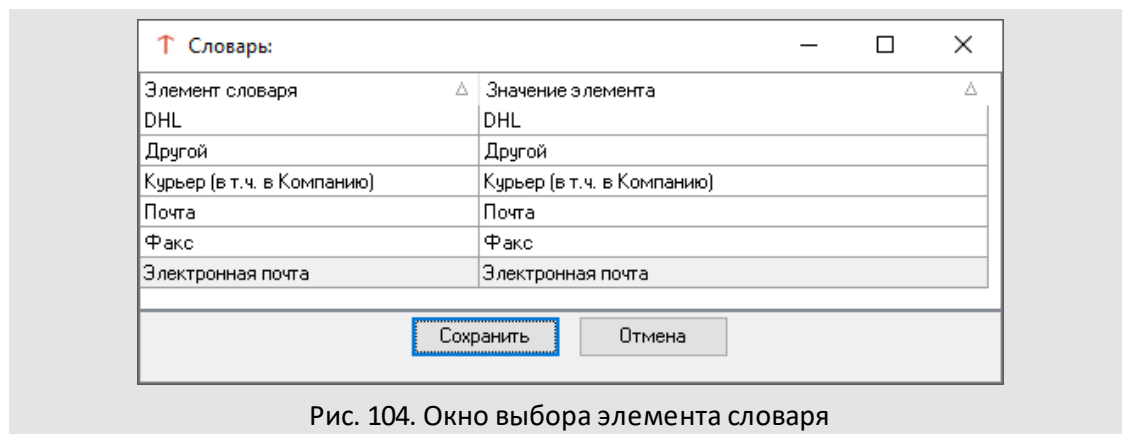 Словарь:
Элемент словаря Значение элемента
DHL DHL
Другой Другой
Курьер (в т.ч. в Компанию) Курьер (в т.ч. в Компанию)
Почта Почта
Факс Факс
Электронная почта Электронная почта
Сохранить Отмена
Рис. 104. Окно выбора элемента словаря